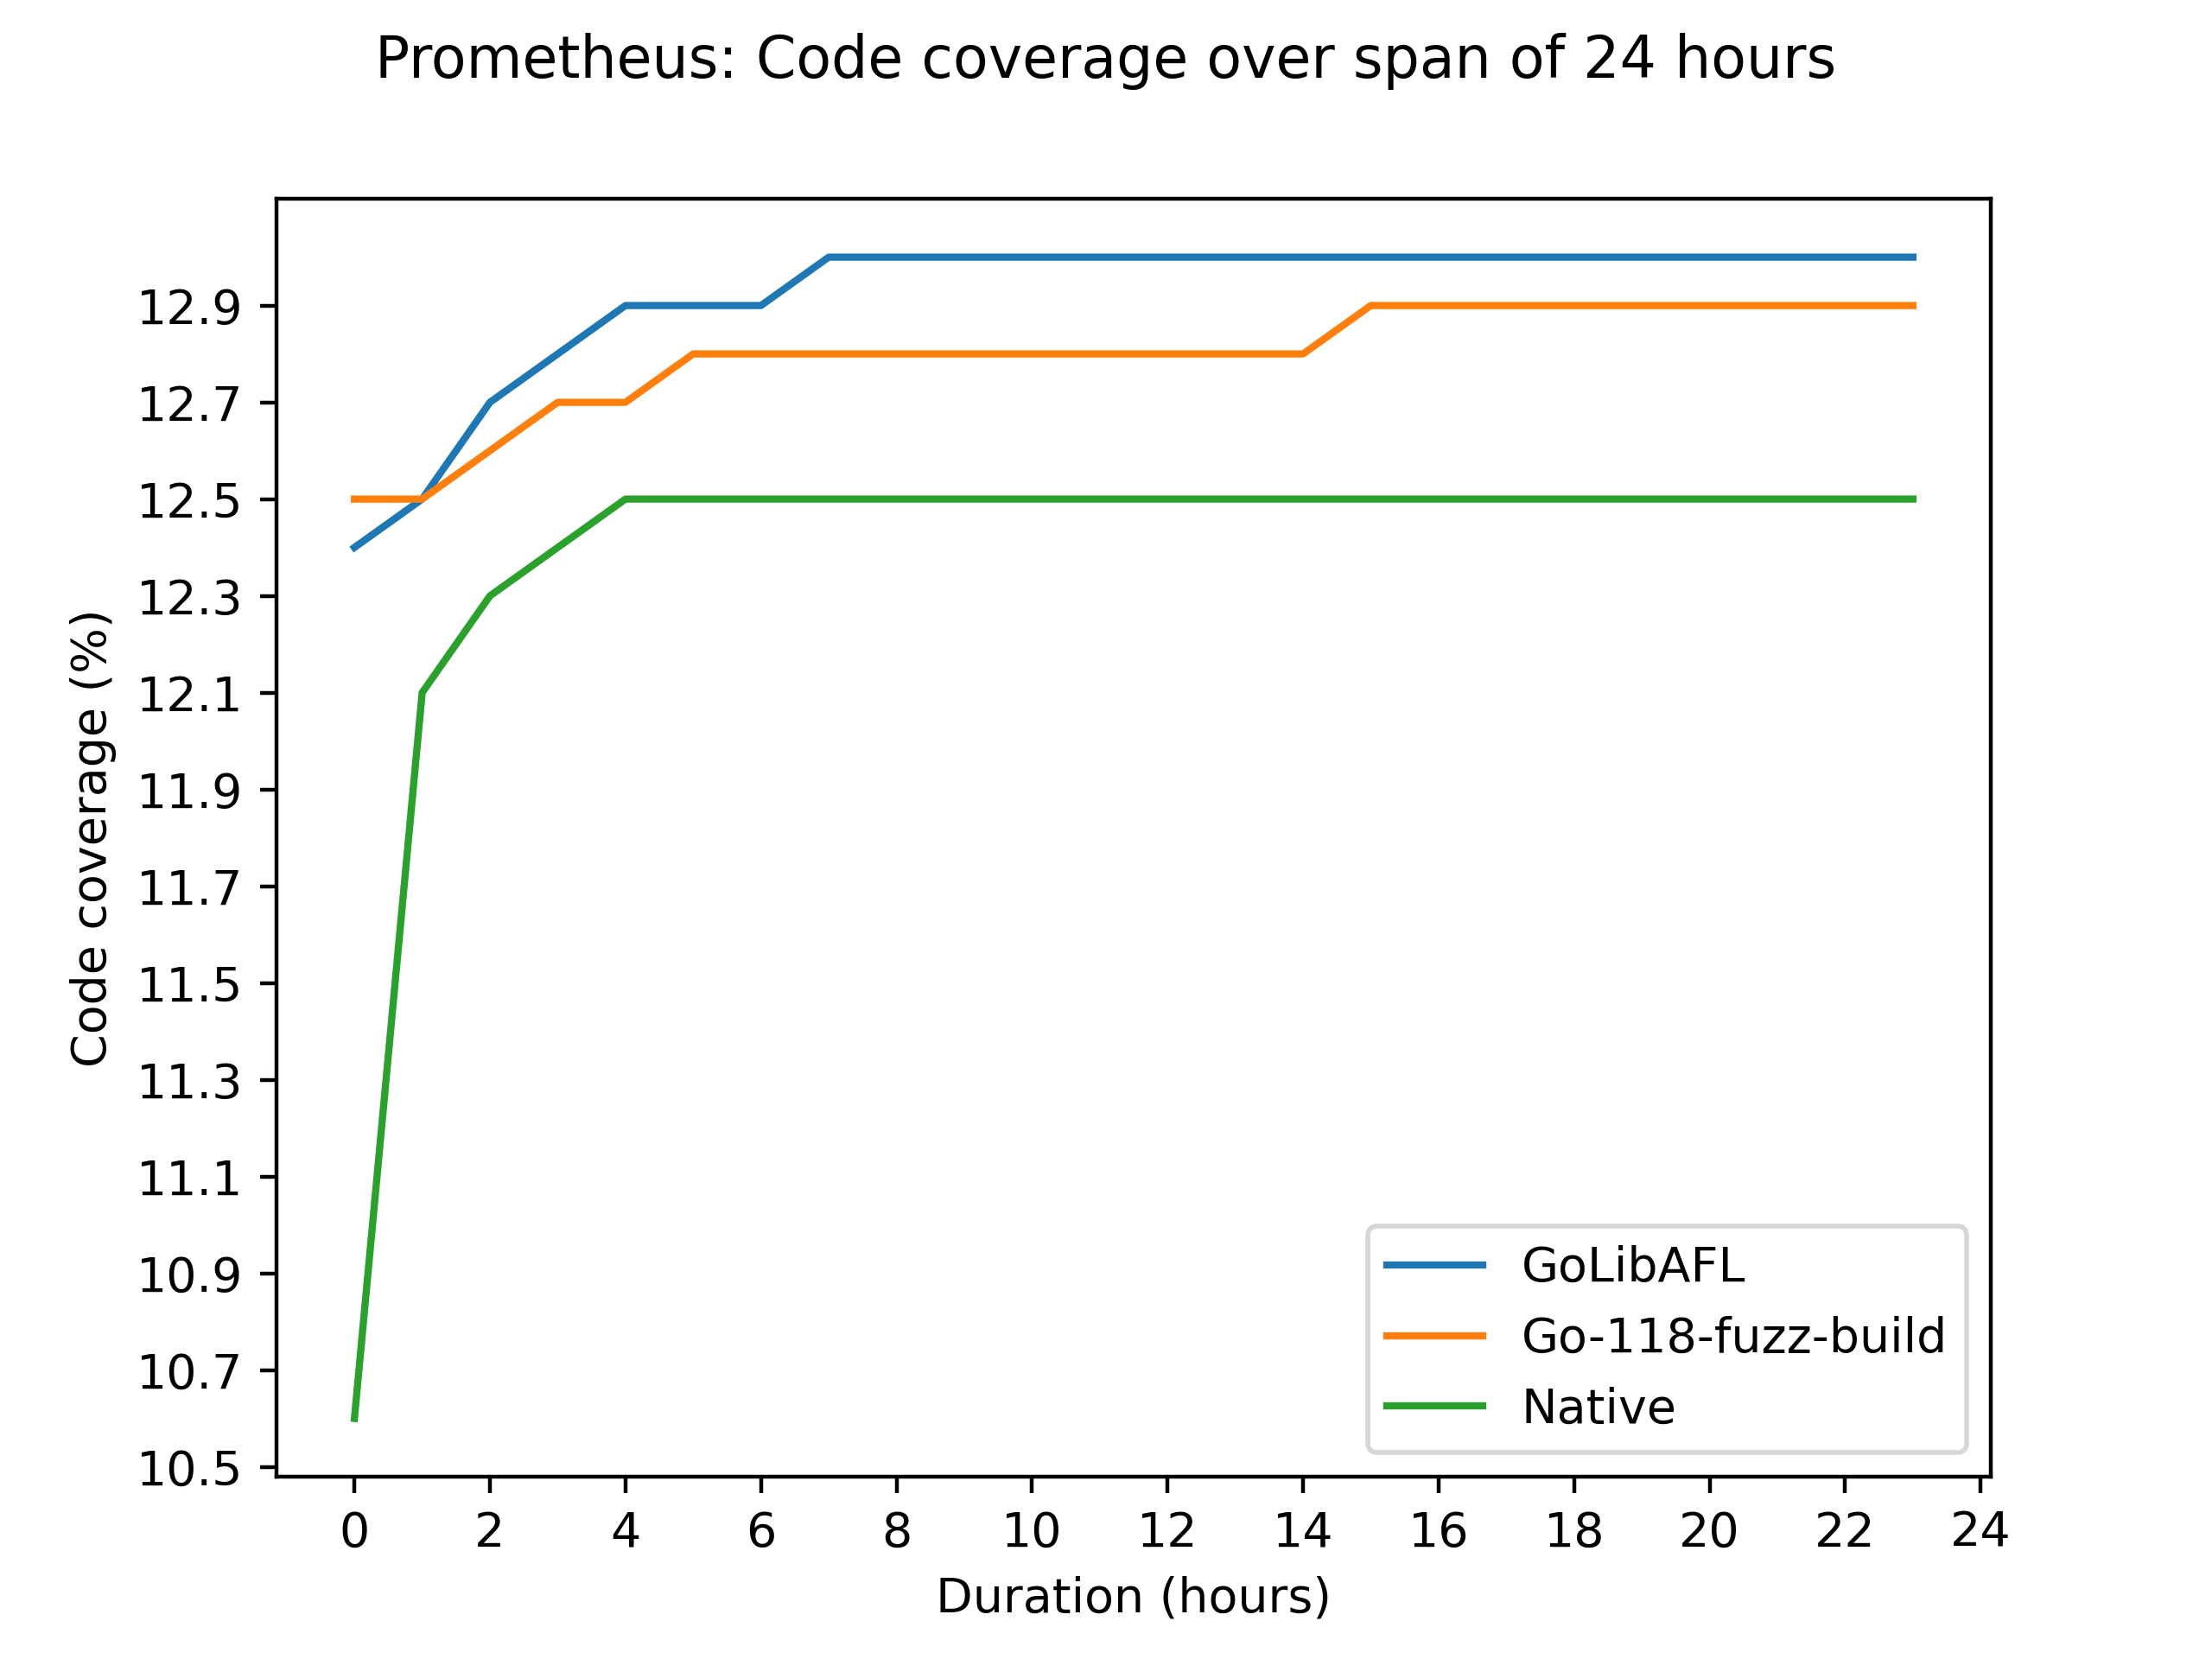 Prometheus: Code coverage over span of 24 hours
Code coverage (%)
12.9
12.7
12.5
12.3
12.1
11.9
11.7
11.5
11.3
11.1
10.9
10.7
10.5
GoLibAFL
Go-118-fuzz-build
Native
0 2 4 6 8 10 12 14 16 18 20 22 24
Duration (hours)